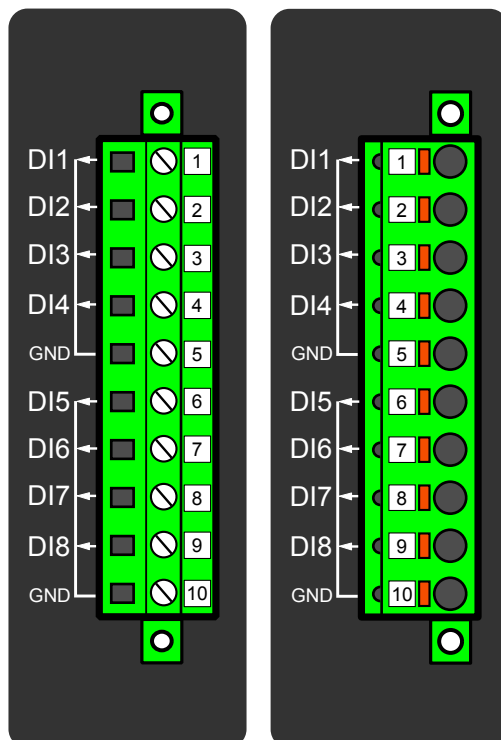 DI1 1 DI1 1
DI2 2 DI2 2
DI3 3 DI3 3
DI4 4 DI4 4
GND 5 GND 5
DI5 6 DI5 6
DI6 7 DI6 7
DI7 8 DI7 8
DI8 9 DI8 9
GND 10 GND 10